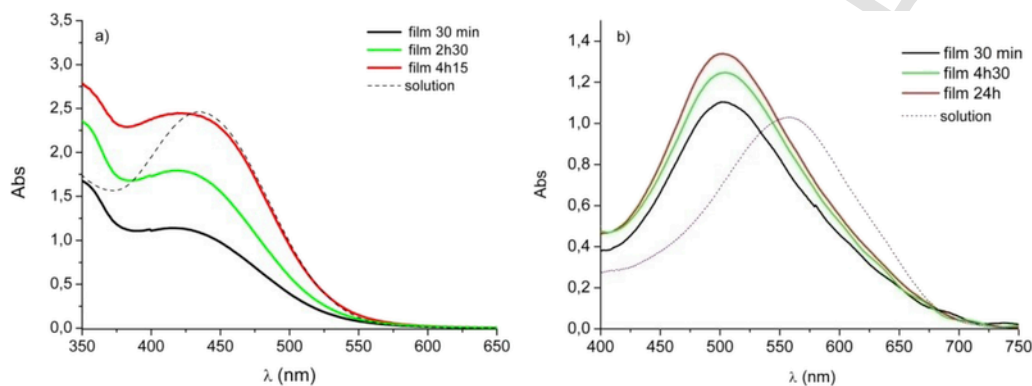 a)
film 30 min
film 2h30
film 4h15
solution
3,5
3,0
2,5
2,0
1,5
1,0
0,5
0,0
Abs
350 400 450 500 550 600 650
λ (nm)
b)
film 30 min
film 4h30
film 24h
solution
1,4
1,2
1,0
0,8
0,6
0,4
0,2
0,0
Abs
400 450 500 550 600 650 700 750
λ (nm)